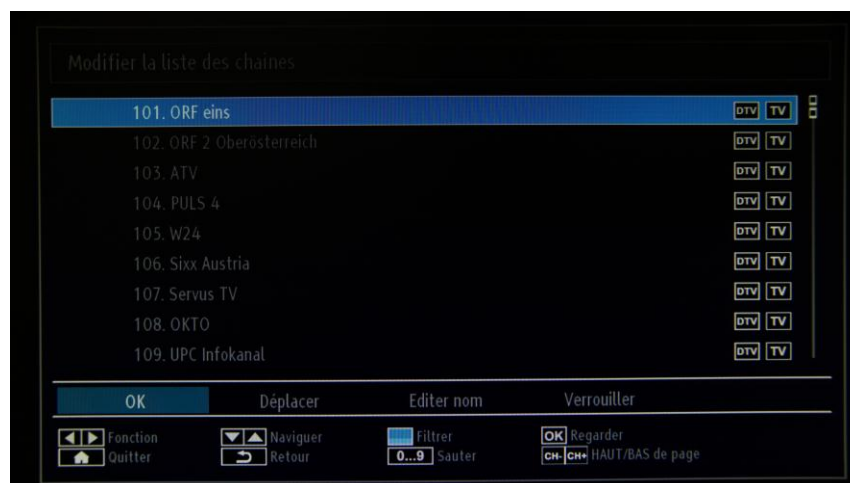 Modifier la liste des chaines
101. ORF eins DTV TV
102. ORF 2 Oberösterreich DTV TV
103. ATV DTV TV
104. PULS 4 DTV TV
105. W24 DTV TV
106. Sixx Austria DTV TV
107. Servus TV DTV TV
108. OKTO DTV TV
109. UPC Infokanal DTV TV
OK Déplacer Editer nom Verrouiller
Fonction Naviguer Filtrer OK Regarder
Quitter Retour 0...9 Sauter CH- CH+ HAUT/BAS de page